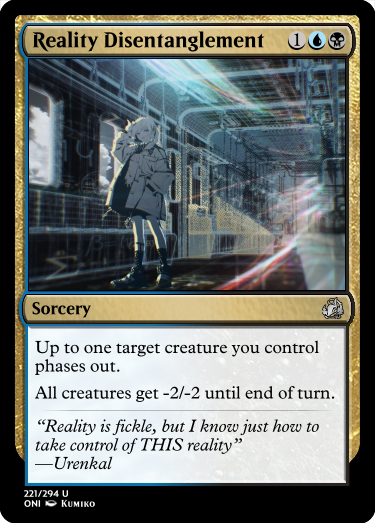 Reality Disentanglement 1
Sorcery
Up to one target creature you control
phases out.
All creatures get -2/-2 until end of turn.
“Reality is fickle, but I know just how to
take control of THIS reality”
—Urenkal
221/294 U
ONI Kumiko